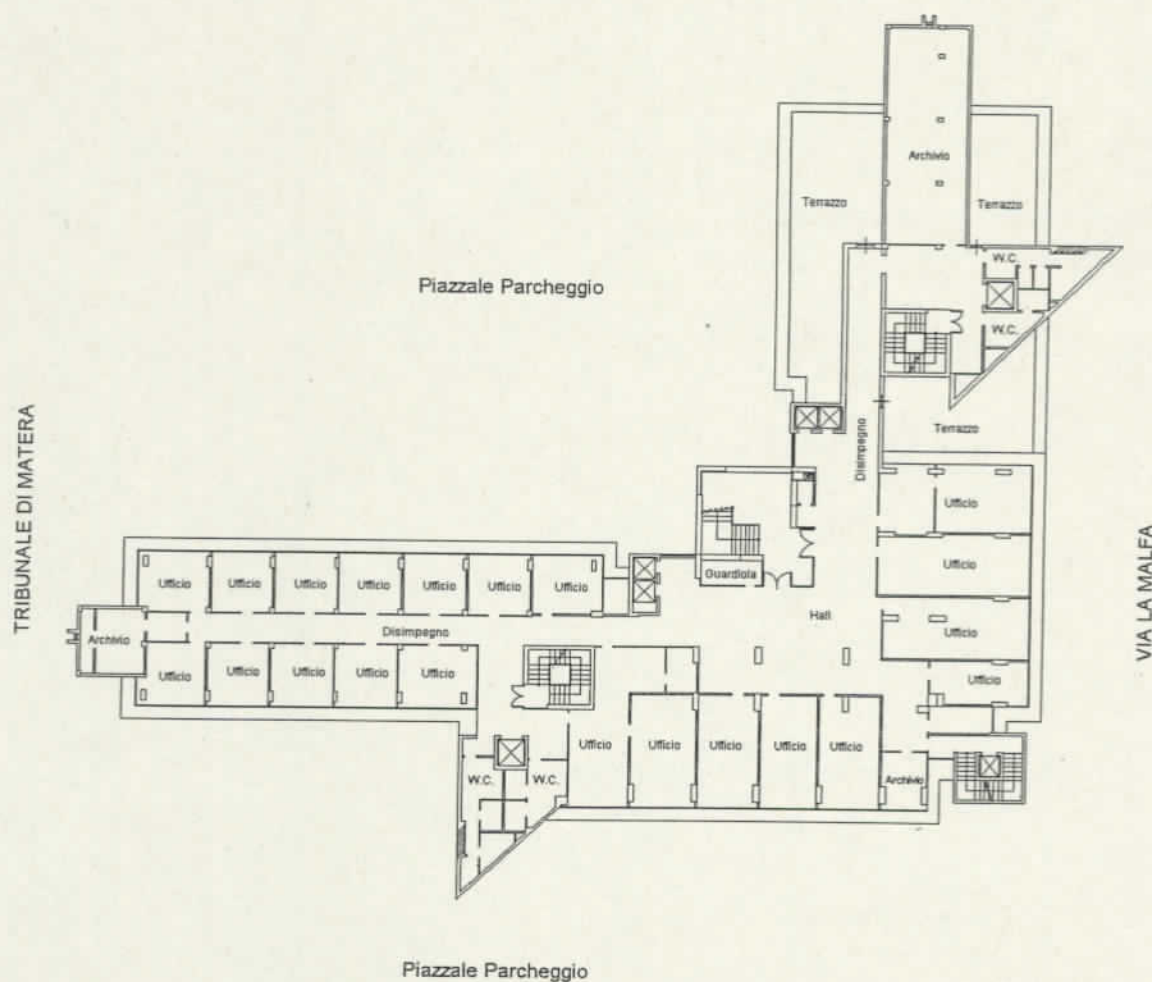 Archivio
Terrazzo
Terrazzo
W.C.
Piazzale Parcheggio
W.C.
TRIBUNALE DI MATERA
Disimpegno
Terrazzo
Ufficio
VIA LA MALFA
Guardiola
Ufficio
Ufficio
Ufficio
Ufficio
Ufficio
Ufficio
Ufficio
Ufficio
Hall
Disimpegno
Archivio
Ufficio
Ufficio
Ufficio
Ufficio
Ufficio
Ufficio
Ufficio
Ufficio
Ufficio
Ufficio
Ufficio
Ufficio
W.C.
W.C.
Archivio
Piazzale Parcheggio